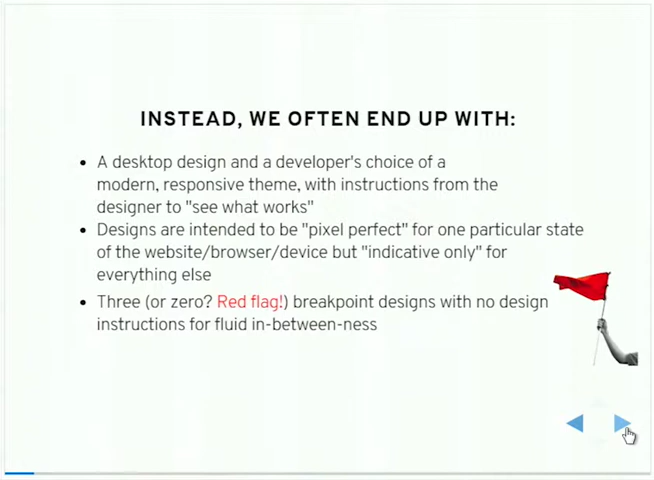 INSTEAD, WE OFTEN END UP WITH:
• A desktop design and a developer's choice of a
modern, responsive theme, with instructions from the
designer to "see what works"
• Designs are intended to be "pixel perfect" for one particular state
of the website/browser/device but "indicative only" for
everything else
• Three (or zero? Red flag!) breakpoint designs with no design
instructions for fluid in-between-ness